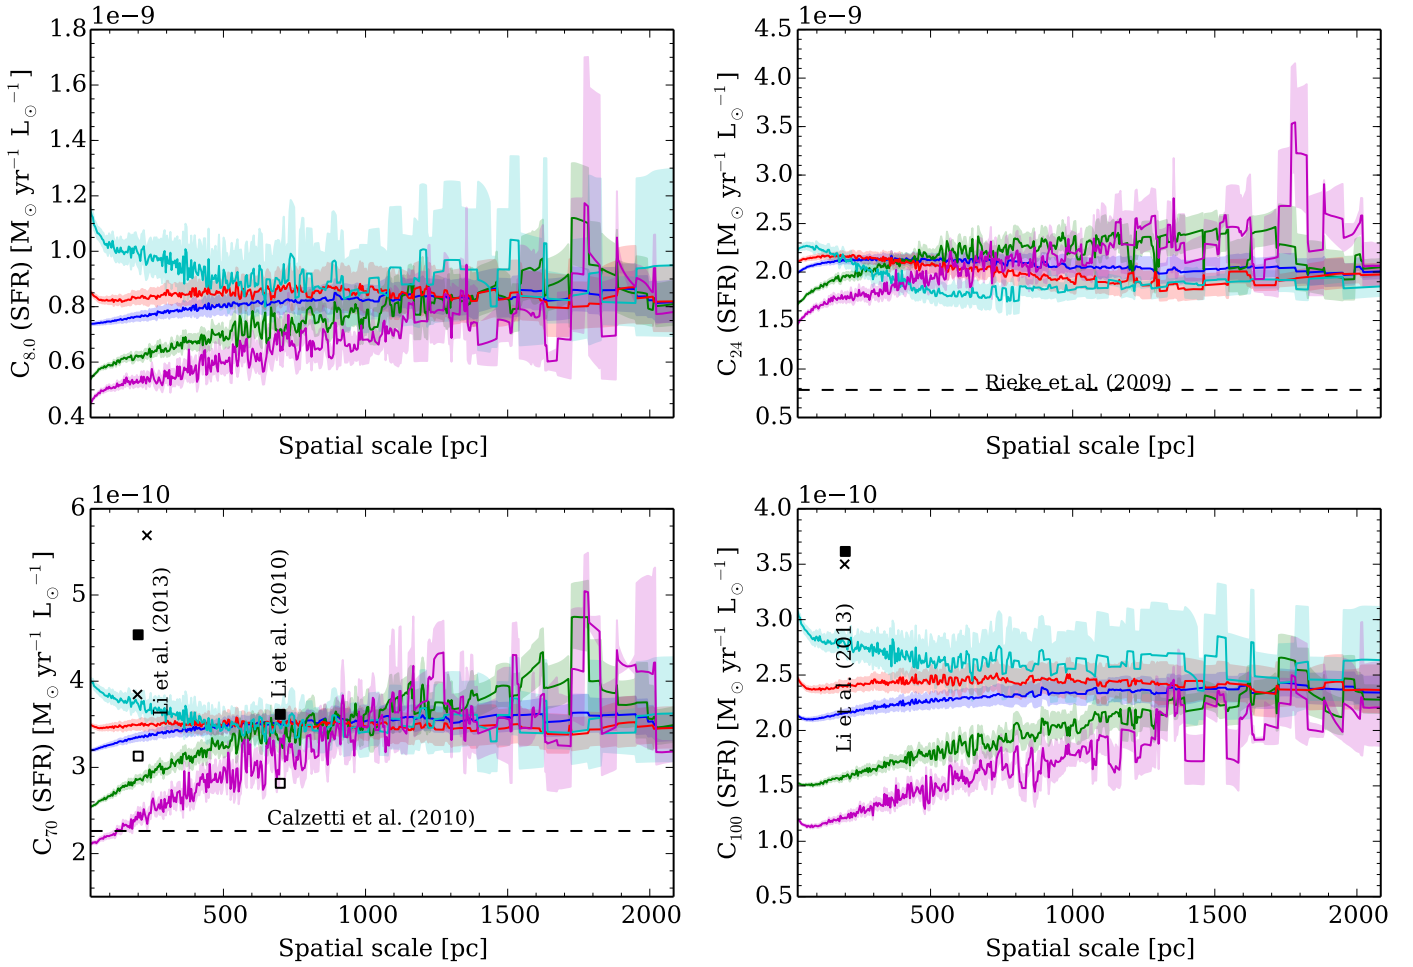 1e−9
1.8
1.6
1.4
1.2
1.0
0.8
0.6
0.4
C8.0 (SFR) [M⊙ yr−1 L⊙−1]
Spatial scale [pc]
1e−9
4.5
4.0
3.5
3.0
2.5
2.0
1.5
1.0
0.5
C24 (SFR) [M⊙ yr−1 L⊙−1]
Rieke et al. (2009)
Spatial scale [pc]
1e−10
6
5
4
3
2
C70 (SFR) [M⊙ yr−1 L⊙−1]
Li et al. (2013)
Li et al. (2010)
Calzetti et al. (2010)
500 1000 1500 2000
Spatial scale [pc]
1e−10
4.0
3.5
3.0
2.5
2.0
1.5
1.0
0.5
C100 (SFR) [M⊙ yr−1 L⊙−1]
Li et al. (2013)
500 1000 1500 2000
Spatial scale [pc]